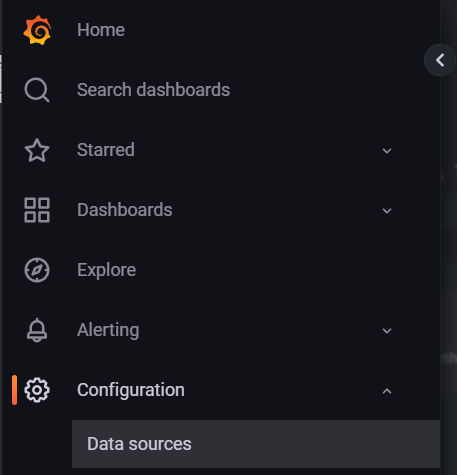 Home
Search dashboards
Starred
Dashboards
Explore
Alerting
Configuration
Data sources